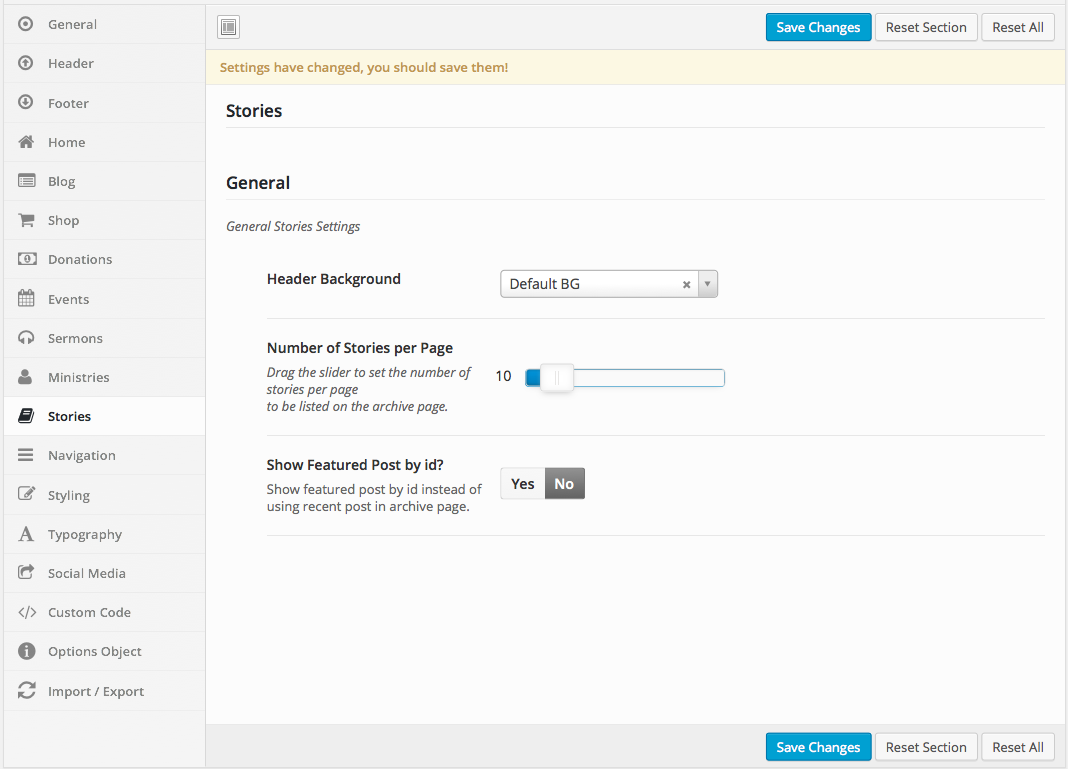 General
Header
Footer
Home
Blog
Shop
Donations
Events
Sermons
Ministries
Stories
Navigation
Styling
Typography
Social Media
Custom Code
Options Object
Import / Export
Save Changes Reset Section Reset All
Settings have changed, you should save them!
Stories
General
General Stories Settings
Header Background Default BG
Number of Stories per Page
Drag the slider to set the number of
stories per page
to be listed on the archive page.
10
Show Featured Post by id?
Show featured post by id instead of
using recent post in archive page.
Yes No
Save Changes Reset Section Reset All